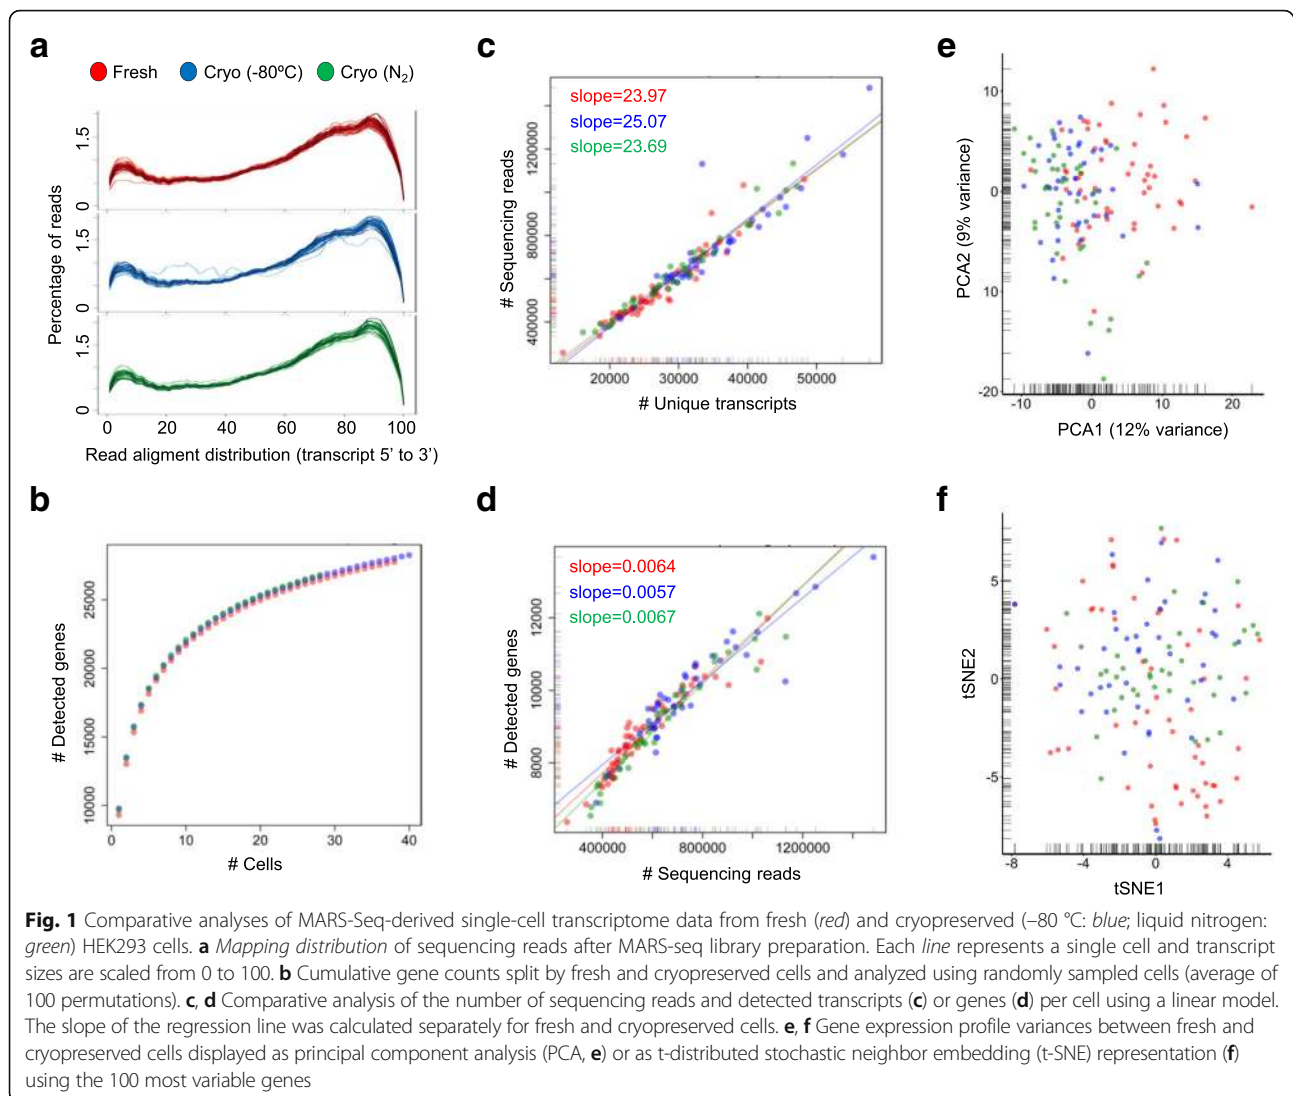 a
Fresh
Cryo (-80ºC)
Cryo (N2)
Percentage of reads
1.5
0
1.5
0
1.5
0
0 20 40 60 80 100
Read aligment distribution (transcript 5' to 3')
b
# Detected genes
25000
20000
15000
10000
0 10 20 30 40
# Cells
c
slope=23.97
slope=25.07
slope=23.69
# Sequencing reads
1200000
800000
400000
20000 30000 40000 50000
# Unique transcripts
d
slope=0.0064
slope=0.0057
slope=0.0067
# Detected genes
12000
10000
8000
400000 800000 1200000
# Sequencing reads
e
PCA2 (9% variance)
10
0
10
-20
-10 0 10 20
PCA1 (12% variance)
f
tSNE2
5
0
-5
-8 -4 0 4
tSNE1
Fig. 1 Comparative analyses of MARS-Seq-derived single-cell transcriptome data from fresh (red) and cryopreserved (–80 °C: blue; liquid nitrogen:
green) HEK293 cells. a Mapping distribution of sequencing reads after MARS-seq library preparation. Each line represents a single cell and transcript
sizes are scaled from 0 to 100. b Cumulative gene counts split by fresh and cryopreserved cells and analyzed using randomly sampled cells (average of
100 permutations). c, d Comparative analysis of the number of sequencing reads and detected transcripts (c) or genes (d) per cell using a linear model.
The slope of the regression line was calculated separately for fresh and cryopreserved cells. e, f Gene expression profile variances between fresh and
cryopreserved cells displayed as principal component analysis (PCA, e) or as t-distributed stochastic neighbor embedding (t-SNE) representation (f)
using the 100 most variable genes